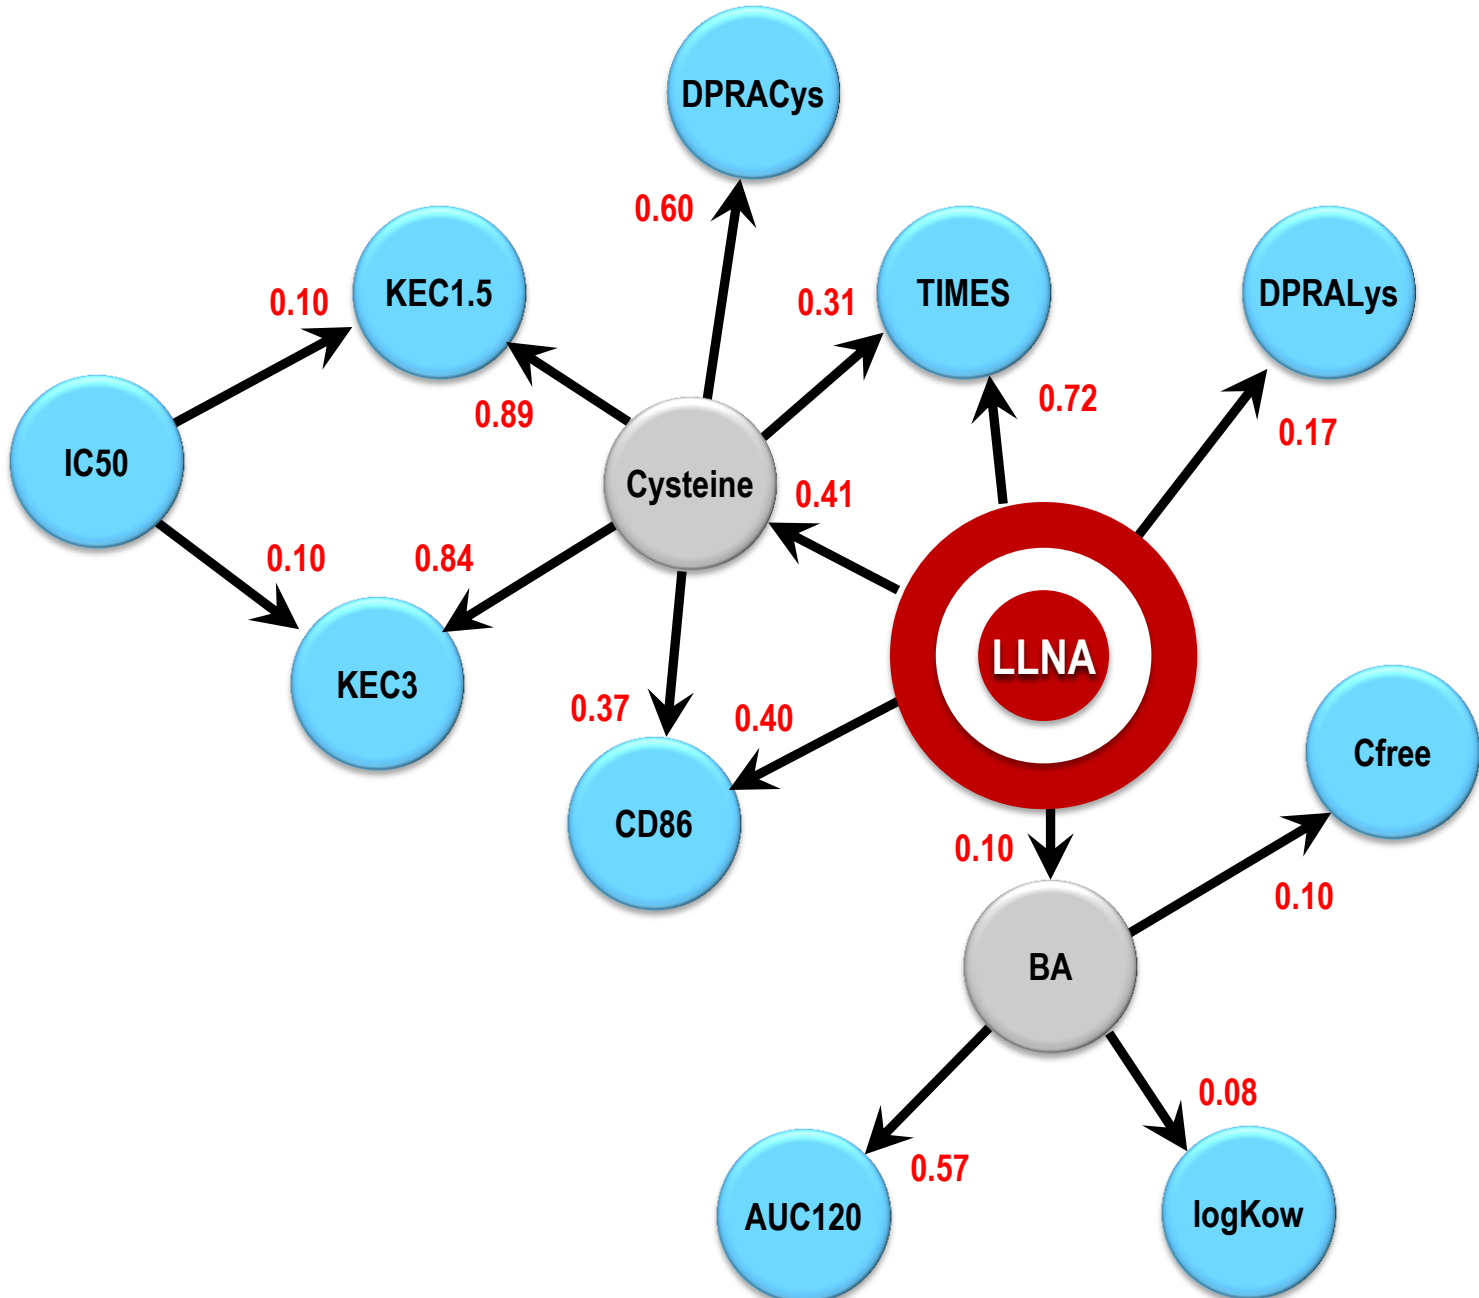 DPRACys
0.60
KEC1.5
TIMES
DPRALys
0.10
0.31
0.89
0.72
0.17
IC50
Cysteine
0.41
0.10
0.84
LLNA
KEC3
0.37
0.40
CD86
Cfree
0.10
0.10
BA
0.08
0.57
AUC120
logKow